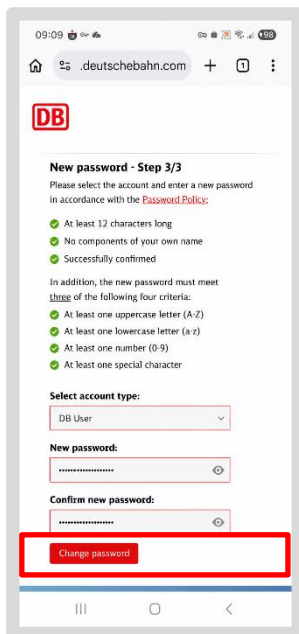 09:09
98
.deutschebahn.com
1
DB
New password - Step 3/3
Please select the account and enter a new password
in accordance with the Password Policy:
At least 12 characters long
No components of your own name
Successfully confirmed
In addition, the new password must meet
three of the following four criteria:
At least one uppercase letter (A-Z)
At least one lowercase letter (a-z)
At least one number (0-9)
At least one special character
Select account type:
DB User
New password:
Confirm new password:
Change password